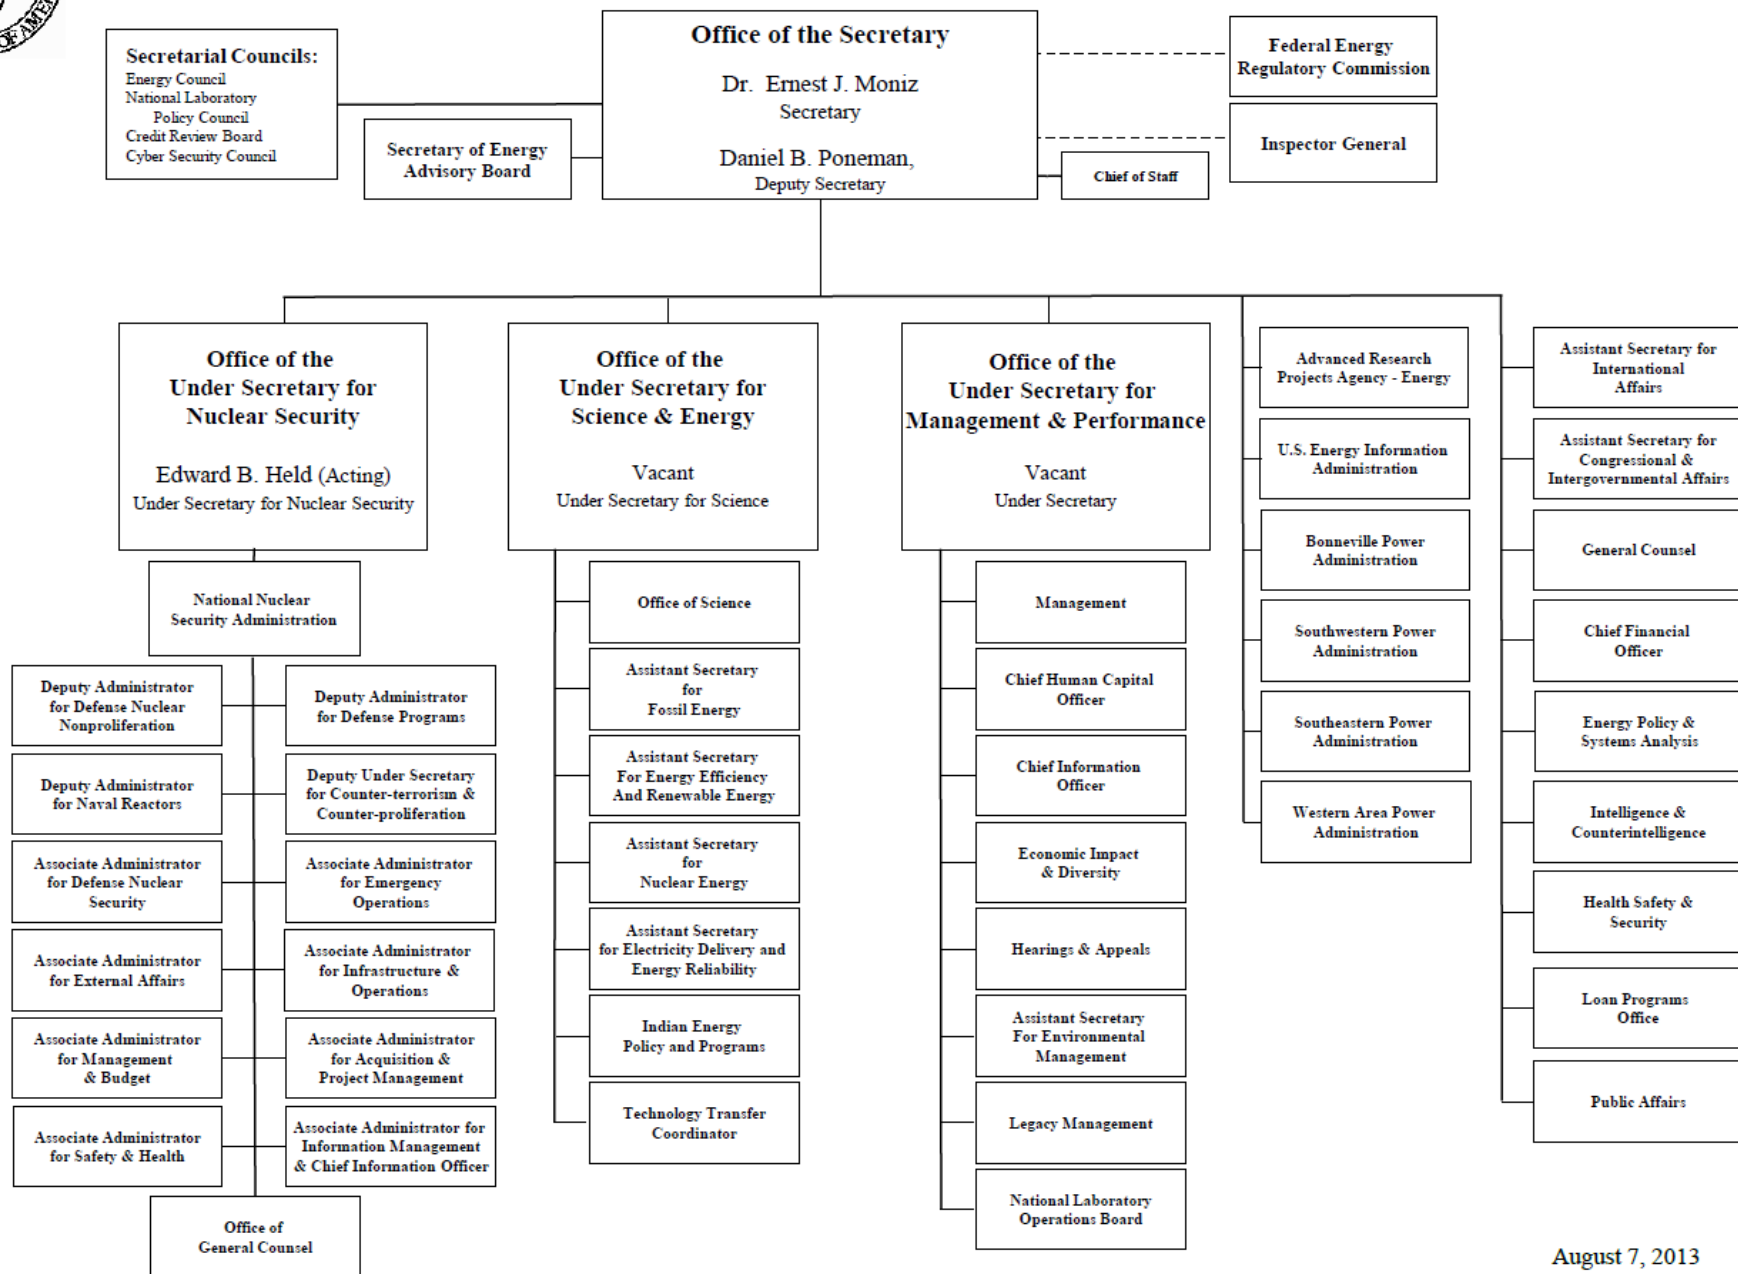 OF AME
Secretarial Councils:
Energy Council
National Laboratory
Policy Council
Credit Review Board
Cyber Security Council
Secretary of Energy
Advisory Board
Office of the Secretary
Dr. Ernest J. Moniz
Secretary
Daniel B. Poneman,
Deputy Secretary
Federal Energy
Regulatory Commission
Inspector General
Chief of Staff
Office of the
Under Secretary for
Nuclear Security
Edward B. Held (Acting)
Under Secretary for Nuclear Security
National Nuclear
Security Administration
Deputy Administrator
for Defense Nuclear
Nonproliferation
Deputy Administrator
for Defense Programs
Deputy Administrator
for Naval Reactors
Deputy Under Secretary
for Counter-terrorism &
Counter-proliferation
Associate Administrator
for Defense Nuclear
Security
Associate Administrator
for Emergency
Operations
Associate Administrator
for External Affairs
Associate Administrator
for Infrastructure &
Operations
Associate Administrator
for Management
& Budget
Associate Administrator
for Acquisition &
Project Management
Associate Administrator
for Safety & Health
Associate Administrator for
Information Management
& Chief Information Officer
Office of
General Counsel
Office of the
Under Secretary for
Science & Energy
Vacant
Under Secretary for Science
Office of Science
Assistant Secretary
for
Fossil Energy
Assistant Secretary
For Energy Efficiency
And Renewable Energy
Assistant Secretary
for
Nuclear Energy
Assistant Secretary
for Electricity Delivery and
Energy Reliability
Indian Energy
Policy and Programs
Technology Transfer
Coordinator
Office of the
Under Secretary for
Management & Performance
Vacant
Under Secretary
Management
Chief Human Capital
Officer
Chief Information
Officer
Economic Impact
& Diversity
Hearings & Appeals
Assistant Secretary
For Environmental
Management
Legacy Management
National Laboratory
Operations Board
Advanced Research
Projects Agency - Energy
U.S. Energy Information
Administration
Bonneville Power
Administration
Southwestern Power
Administration
Southeastern Power
Administration
Western Area Power
Administration
Assistant Secretary for
International
Affairs
Assistant Secretary for
Congressional &
Intergovernmental Affairs
General Counsel
Chief Financial
Officer
Energy Policy &
Systems Analysis
Intelligence &
Counterintelligence
Health Safety &
Security
Loan Programs
Office
Public Affairs
August 7, 2013